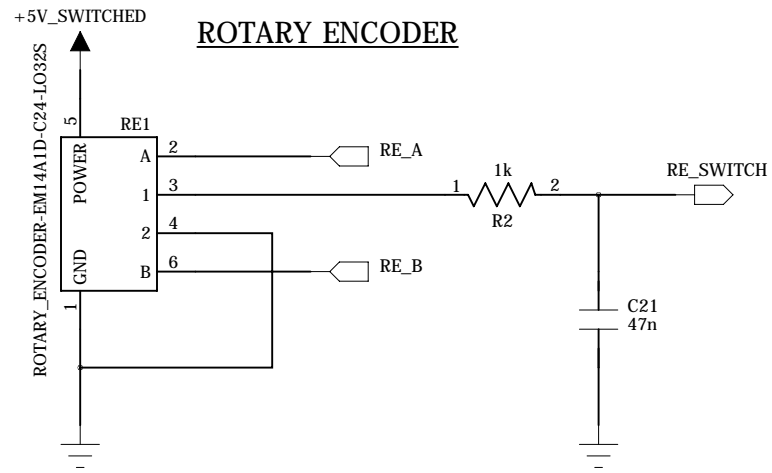 +5V_SWITCHED
ROTARY ENCODER
ROTARY_ENCODER-EM14A1D-C24-LO32S
5
RE1
POWER
A
2
RE_A
1
3
1
1k
2
RE_SWITCH
R2
2
4
GND
B
6
RE_B
1
C21
47n